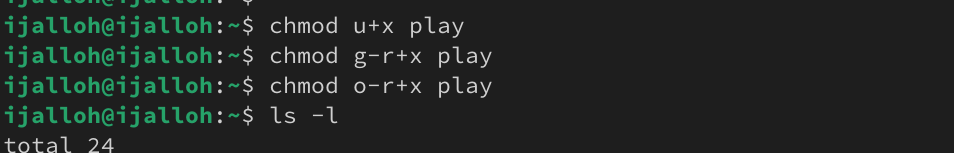 ijalloh@ijalloh:~$ chmod u+x play
ijalloh@ijalloh:~$ chmod g-r+x play
ijalloh@ijalloh:~$ chmod o-r+x play
ijalloh@ijalloh:~$ ls -l
total 24